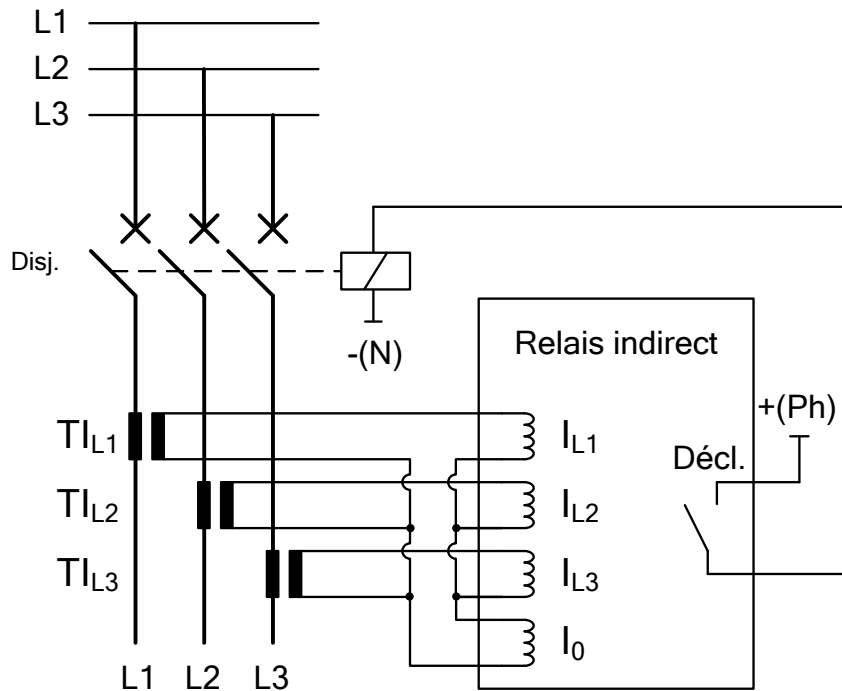 L1
L2
L3
Disj.
-(N)
Relais indirect
+(Ph)
TIL1
IL1
Décl.
TIL2
IL2
TIL3
IL3
I0
L1 L2 L3